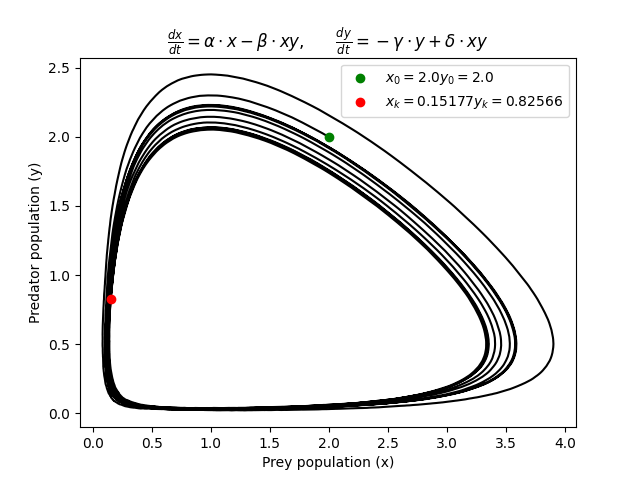 dx/dt = α · x − β · xy, dy/dt = −γ · y + δ · xy
x₀ = 2.0y₀ = 2.0
xₖ = 0.15177yₖ = 0.82566
2.5
2.0
1.5
1.0
0.5
0.0
Predator population (y)
0.0 0.5 1.0 1.5 2.0 2.5 3.0 3.5 4.0
Prey population (x)